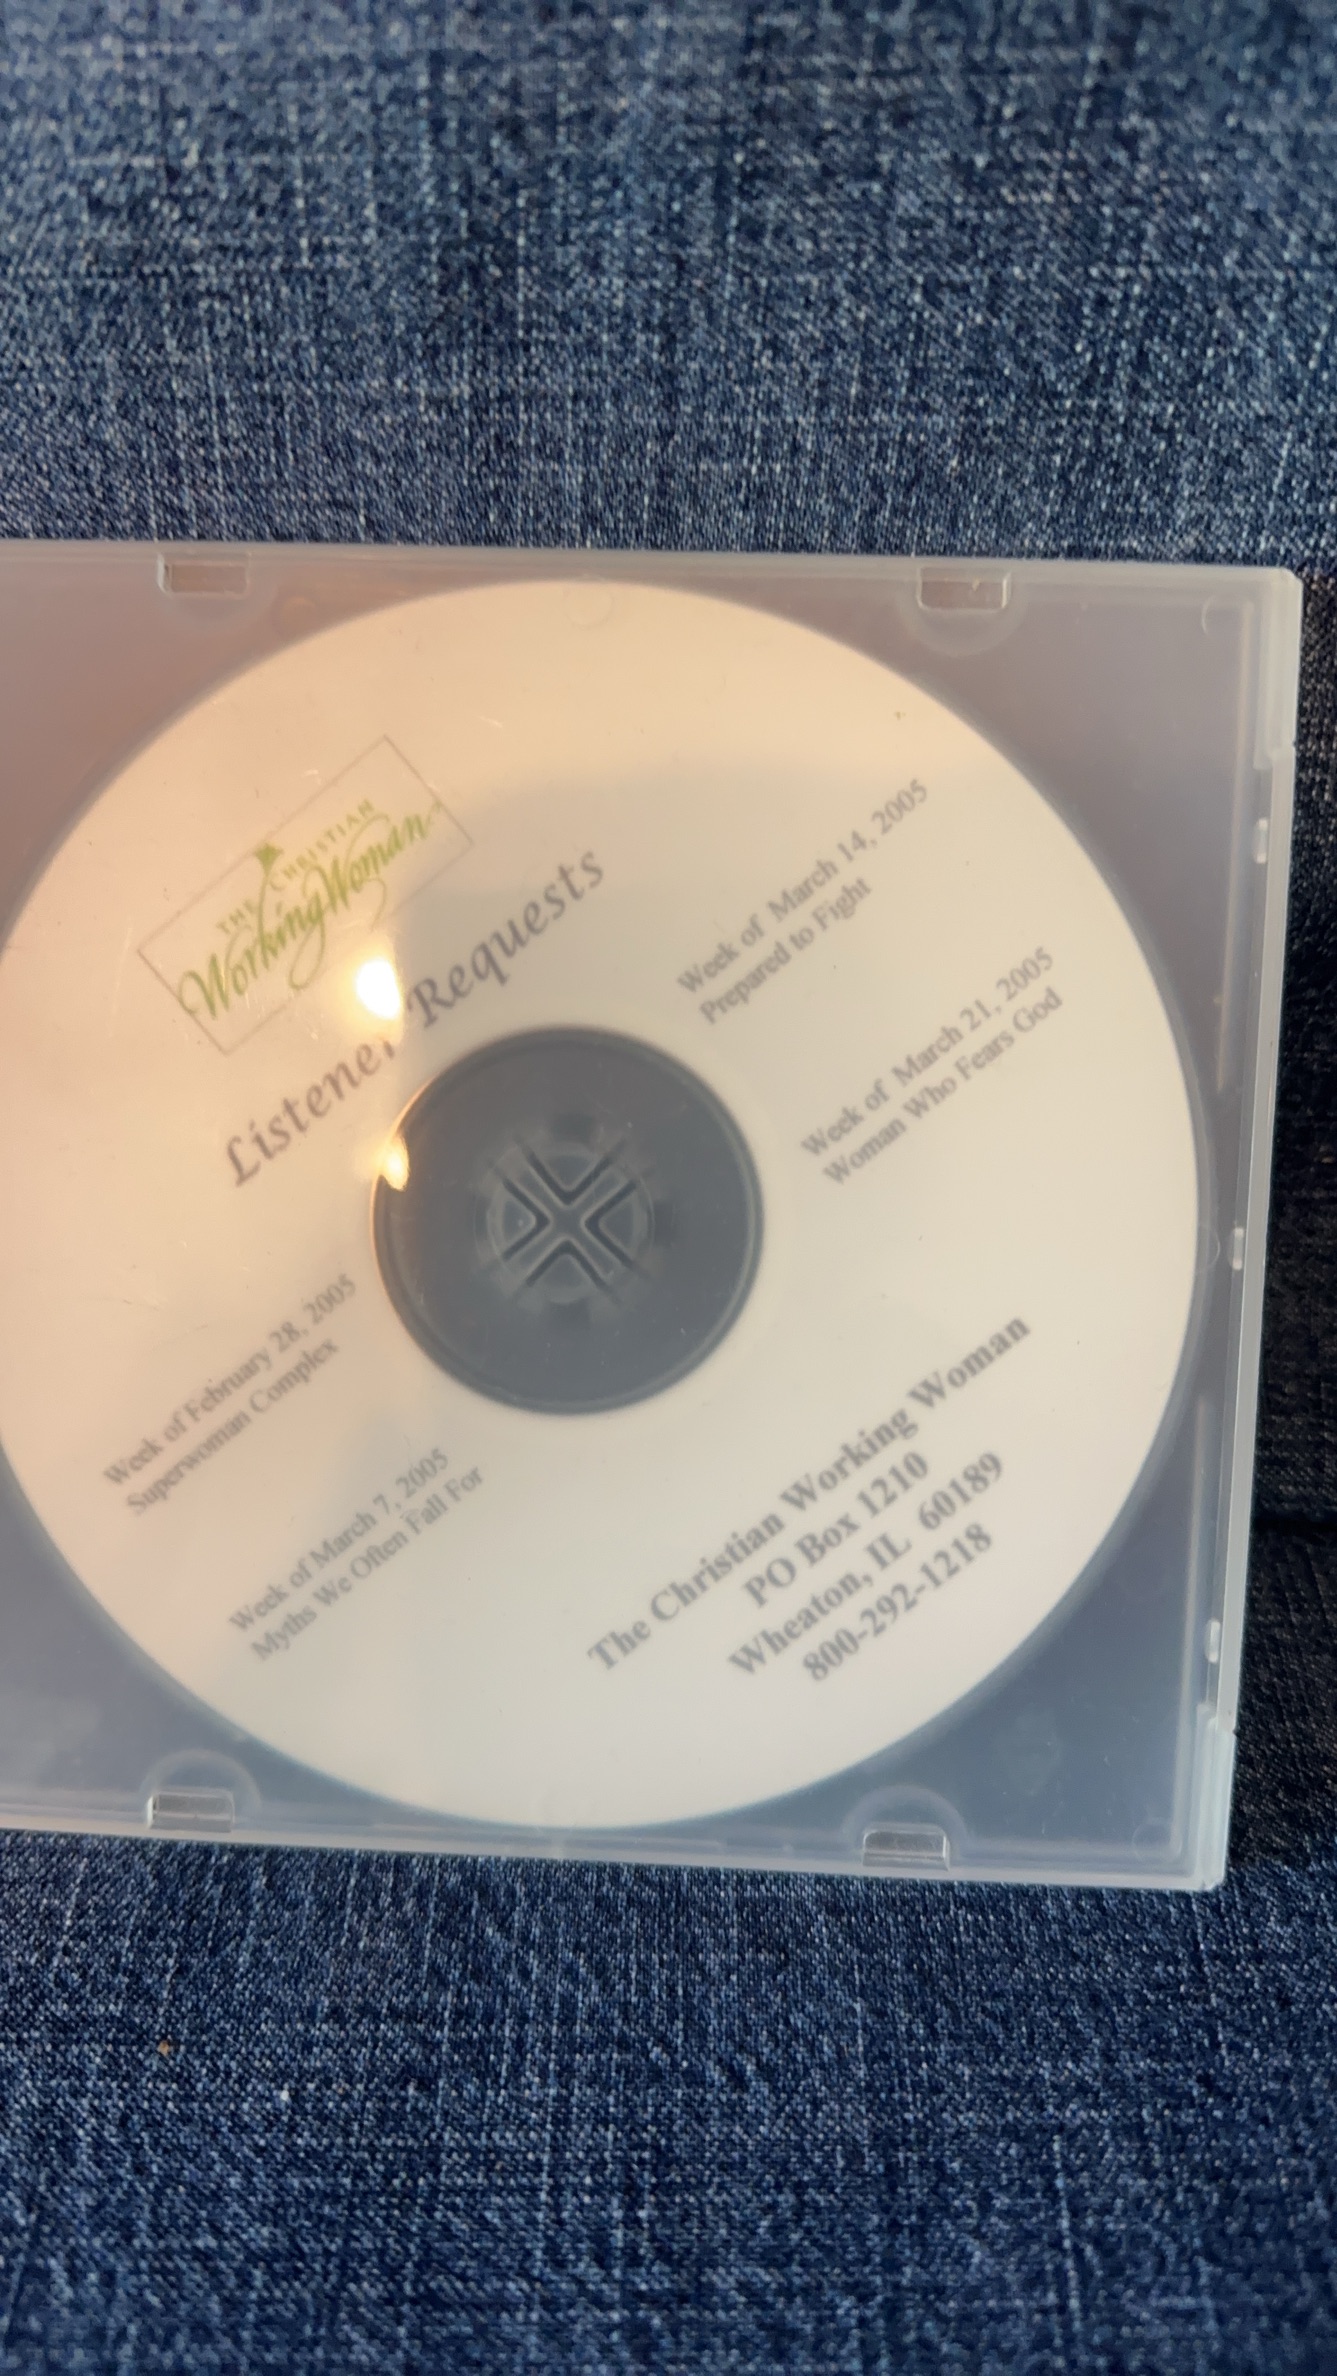 THE CHRISTIAN
Working Woman
Listener Requests
Week of February 28, 2005
Superwoman Complex
Week of March 7, 2005
Myths We Often Fall For
Week of March 14, 2005
Prepared to Fight
Week of March 21, 2005
Woman Who Fears God
The Christian Working Woman
PO Box 1210
Wheaton, IL 60189
800-292-1218